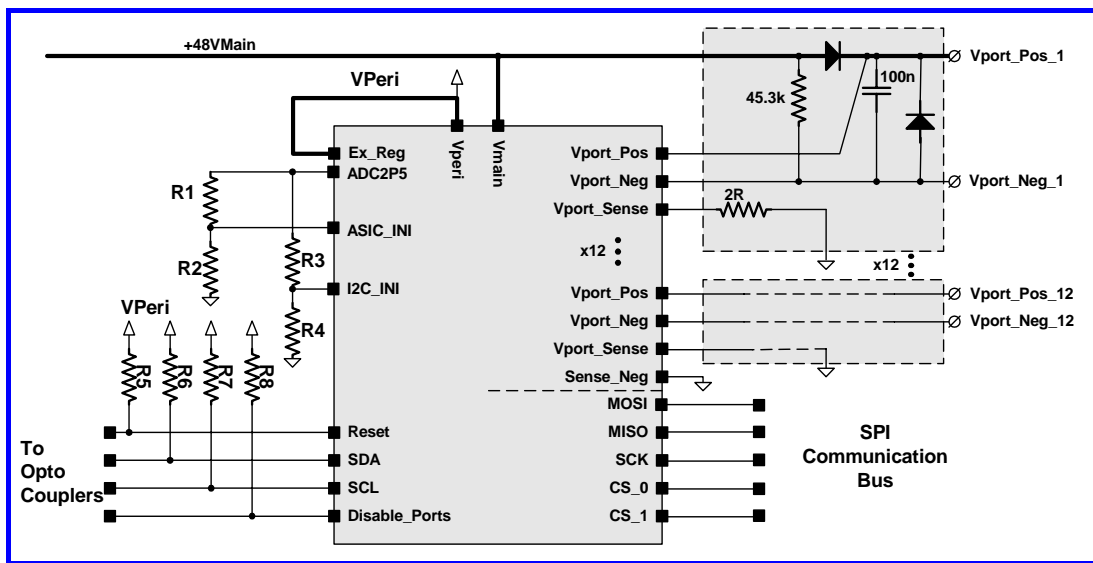 +48VMain
VPeri
Vport_Pos_1
100n
45.3k
Ex_Reg
Vperi
Vmain
Vport_Pos
ADC2P5
R1
Vport_Neg
Vport_Neg_1
2R
Vport_Sense
ASIC_INI
R2
R3
x12
x12
I2C_INI
Vport_Pos
Vport_Pos_12
VPeri
R4
Vport_Neg
Vport_Neg_12
Vport_Sense
R5
R6
R7
R8
Sense_Neg
MOSI
Reset
MISO
SPI
To
Opto
Couplers
SDA
SCK
Communication
Bus
SCL
CS_0
Disable_Ports
CS_1